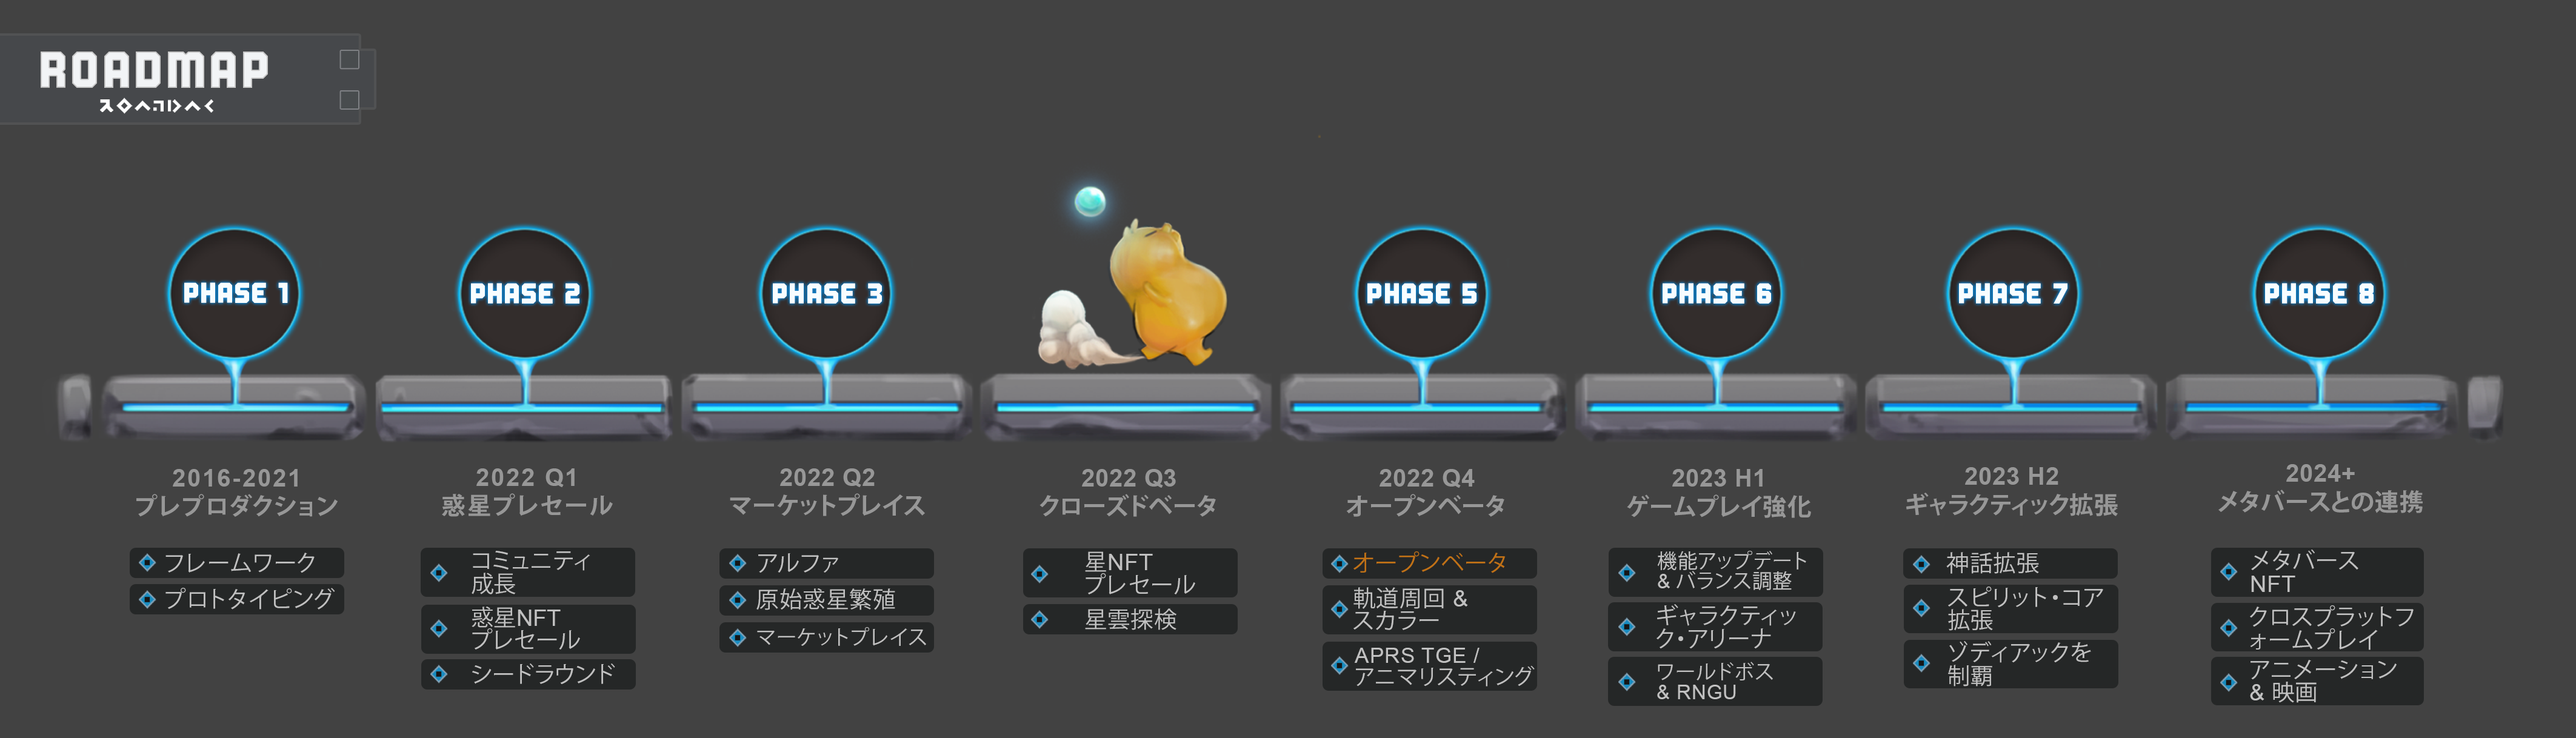 ROADMAP
PHASE 1
PHASE 2
PHASE 3
PHASE 5
PHASE 6
PHASE 7
PHASE 8
2016-2021
プレプロダクション
フレームワーク
プロトタイピング
2022 Q1
惑星プレセール
コミュニティ
成長
惑星NFT
プレセール
シードラウンド
2022 Q2
マーケットプレイス
アルファ
原始惑星繁殖
マーケットプレイス
2022 Q3
クローズドベータ
星NFT
プレセール
星雲探検
2022 Q4
オープンベータ
オープンベータ
軌道周回 &
スカラー
APRS TGE /
アニマリスティング
2023 H1
ゲームプレイ強化
機能アップデート
& バランス調整
ギャラクティッ
ク・アリーナ
ワールドボス
& RNGU
2023 H2
ギャラクティック拡張
神話拡張
スピリット・コア
拡張
ゾディアックを
制覇
2024+
メタバースとの連携
メタバース
NFT
クロスプラットフ
ォームプレイ
アニメーション
& 映画